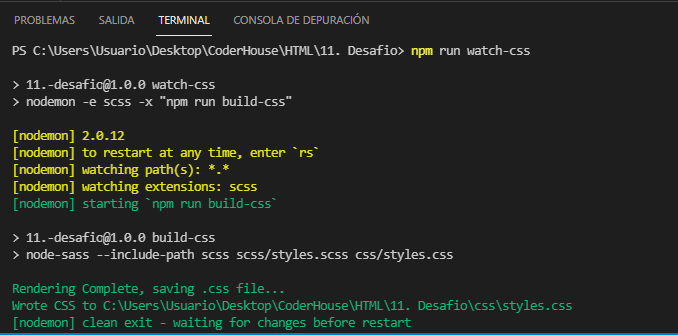 PROBLEMAS SALIDA TERMINAL CONSOLA DE DEPURACIÓN
PS C:\Users\Usuario\Desktop\CoderHouse\HTML\11. Desafio> npm run watch-css
> 11.-desafio@1.0.0 watch-css
> nodemon -e scss -x "npm run build-css"
[nodemon] 2.0.12
[nodemon] to restart at any time, enter `rs`
[nodemon] watching path(s): *.*
[nodemon] watching extensions: scss
[nodemon] starting `npm run build-css`
> 11.-desafio@1.0.0 build-css
> node-sass --include-path scss scss/styles.scss css/styles.css
Rendering Complete, saving .css file...
Wrote CSS to C:\Users\Usuario\Desktop\CoderHouse\HTML\11. Desafio\css\styles.css
[nodemon] clean exit - waiting for changes before restart